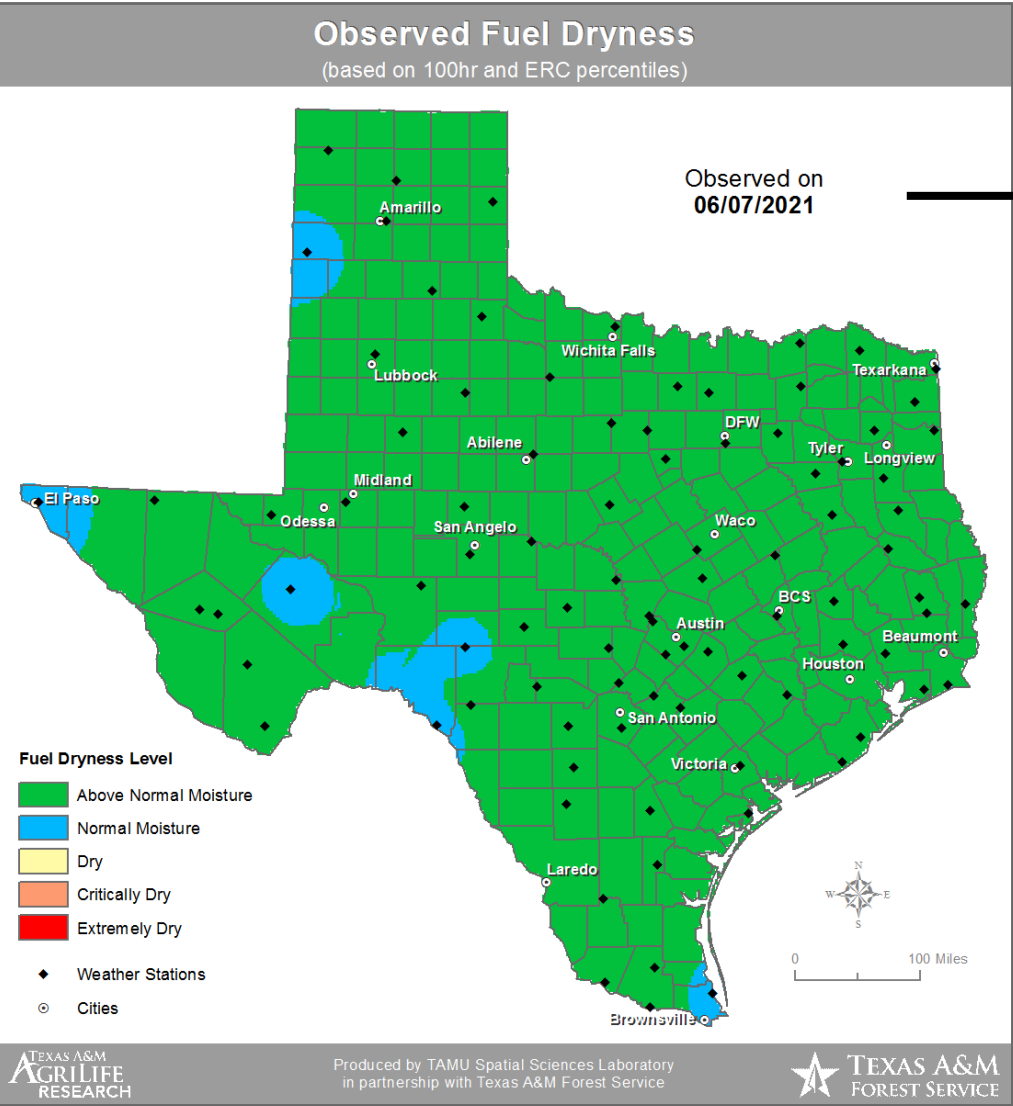 Observed Fuel Dryness
(based on 100hr and ERC percentiles)
Observed on
06/07/2021
Amarillo
Wichita Falls
Lubbock
Texarkana
DFW
Abilene
Tyler
Longview
Midland
El Paso
Odessa
San Angelo
Waco
BCS
Austin
Beaumont
Houston
San Antonio
Victoria
Laredo
Brownsville
Fuel Dryness Level
Above Normal Moisture
Normal Moisture
Dry
Critically Dry
Extremely Dry
Weather Stations
Cities
N
W E
S
0 100 Miles
TEXAS A&M
AGRILIFE
RESEARCH
Produced by TAMU Spatial Sciences Laboratory
in partnership with Texas A&M Forest Service
TEXAS A&M
FOREST SERVICE